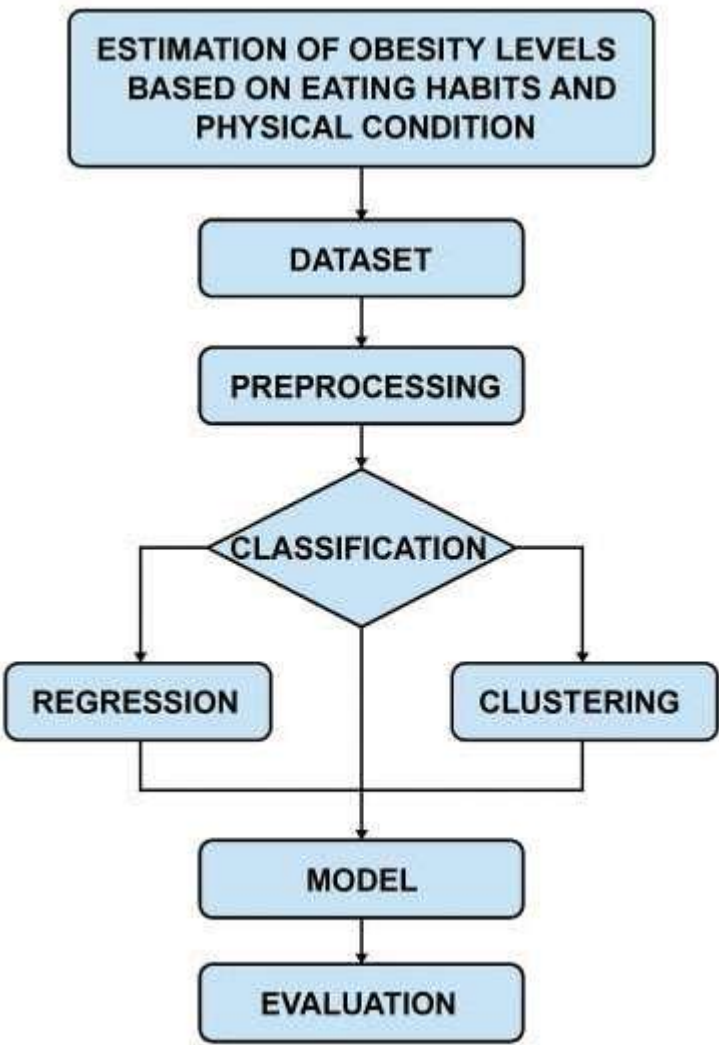 ESTIMATION OF OBESITY LEVELS
BASED ON EATING HABITS AND
PHYSICAL CONDITION
DATASET
PREPROCESSING
CLASSIFICATION
REGRESSION
CLUSTERING
MODEL
EVALUATION